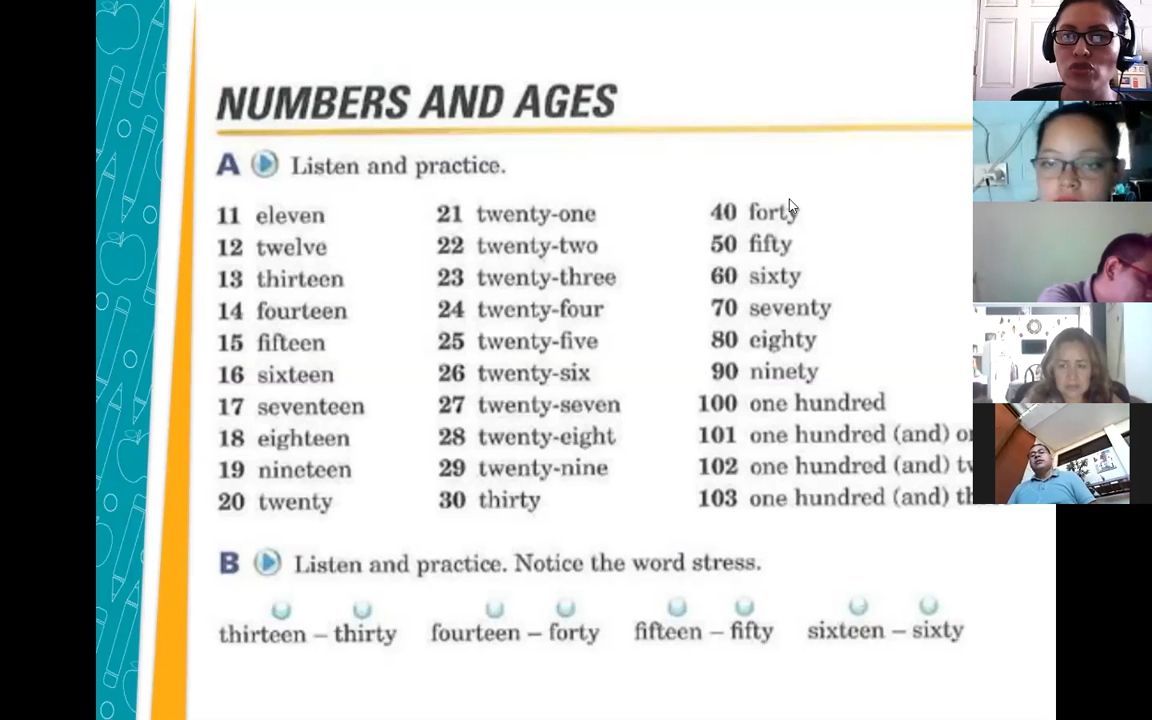 NUMBERS AND AGES
A Listen and practice.
11 eleven
12 twelve
13 thirteen
14 fourteen
15 fifteen
16 sixteen
17 seventeen
18 eighteen
19 nineteen
20 twenty
21 twenty-one
22 twenty-two
23 twenty-three
24 twenty-four
25 twenty-five
26 twenty-six
27 twenty-seven
28 twenty-eight
29 twenty-nine
30 thirty
40 forty
50 fifty
60 sixty
70 seventy
80 eighty
90 ninety
100 one hundred
101 one hundred (and)
102 one hundred (and)
103 one hundred (and)
B Listen and practice. Notice the word stress.
thirteen – thirty fourteen – forty fifteen – fifty sixteen – sixty